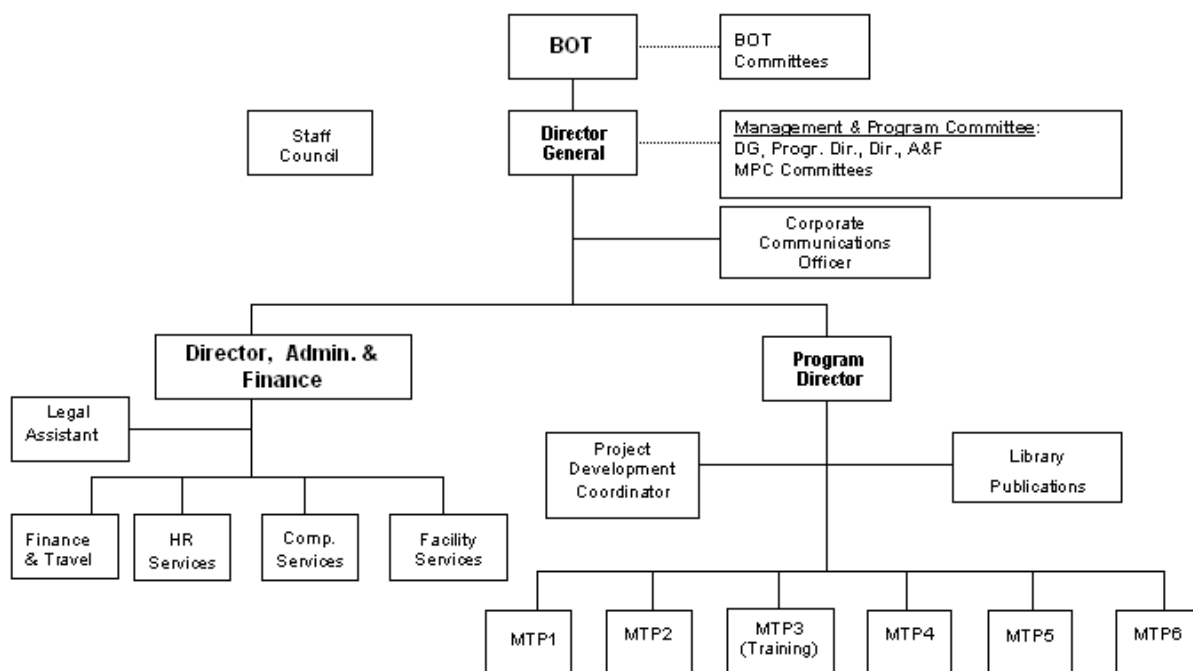 BOT
BOT
Committees
Staff
Council
Director
General
Management & Program Committee:
DG, Progr. Dir., Dir., A&F
MPC Committees
Corporate
Communications
Officer
Director, Admin. &
Finance
Program
Director
Legal
Assistant
Project
Development
Coordinator
Library
Publications
Finance
& Travel
HR
Services
Comp.
Services
Facility
Services
MTP1
MTP2
MTP3
(Training)
MTP4
MTP5
MTP6